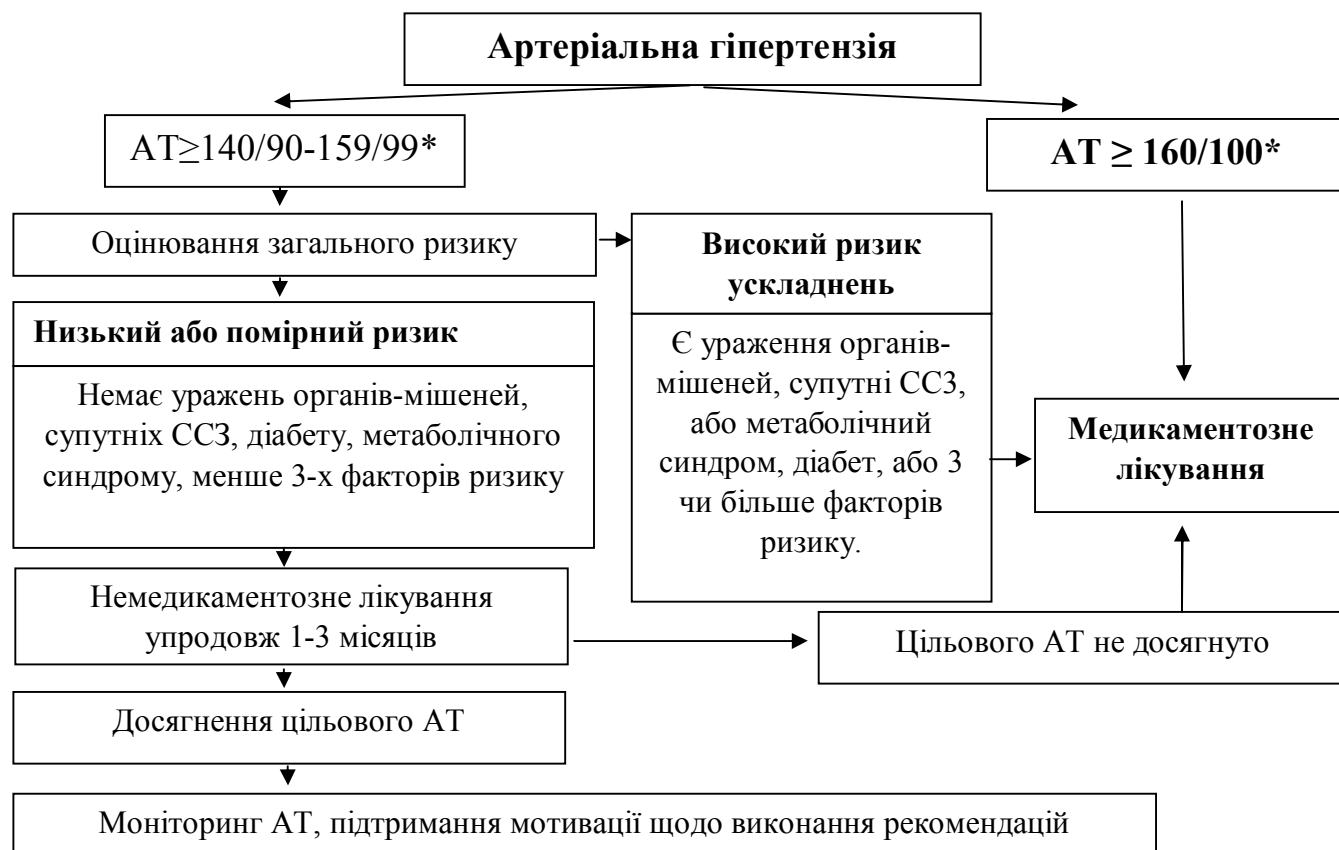 Артеріальна гіпертензія
АТ≥140/90-159/99*
АТ ≥ 160/100*
Оцінювання загального ризику
Високий ризик
ускладнень
Низький або помірний ризик
Немає уражень органів-мішеней,
супутніх ССЗ, діабету, метаболічного
синдрому, менше 3-х факторів ризику
Є ураження органів-
мішеней, супутні ССЗ,
або метаболічний
синдром, діабет, або 3
чи більше факторів
ризику.
Медикаментозне
лікування
Немедикаментозне лікування
упродовж 1-3 місяців
Цільового АТ не досягнуто
Досягнення цільового АТ
Моніторинг АТ, підтримання мотивації щодо виконання рекомендацій